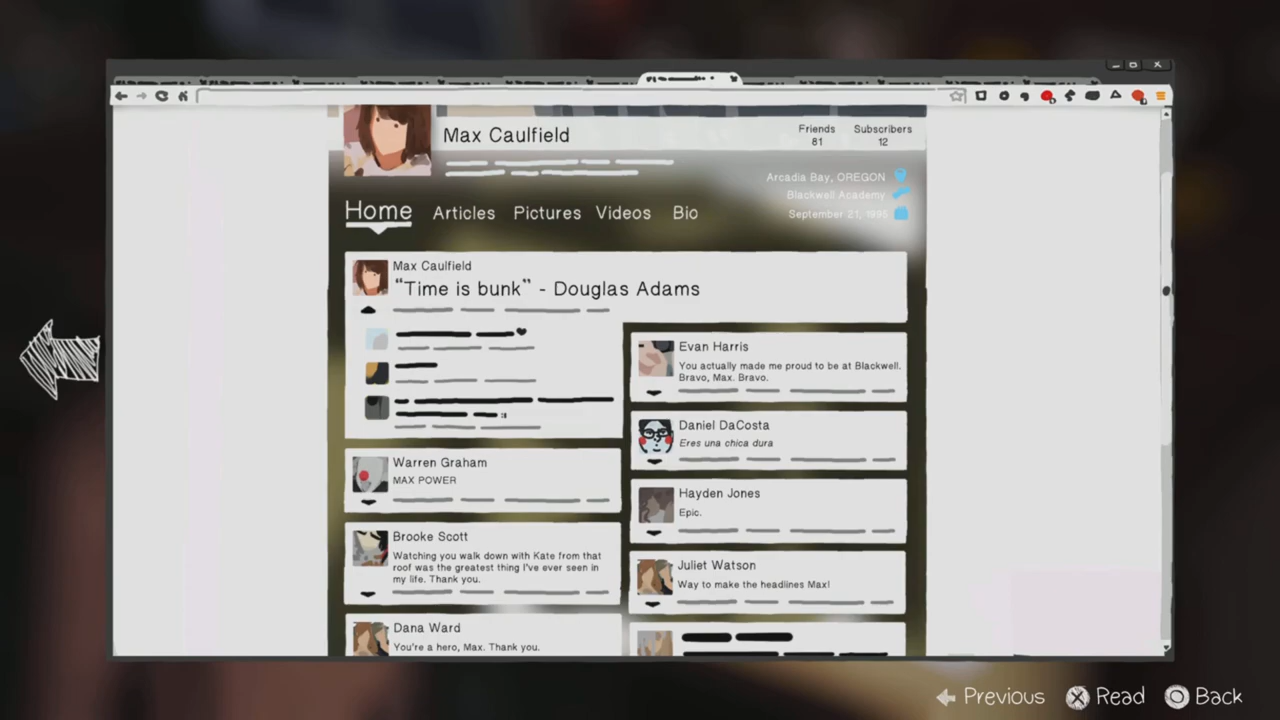 Max Caulfield
Friends
81
Subscribers
12
Arcadia Bay, OREGON
Blackwell Academy
September 21, 1995
Home
Articles
Pictures
Videos
Bio
Max Caulfield
“Time is bunk” - Douglas Adams
Warren Graham
MAX POWER
Brooke Scott
Watching you walk down with Kate from that
roof was the greatest thing I've ever seen in
my life. Thank you.
Dana Ward
You're a hero, Max. Thank you.
Evan Harris
You actually made me proud to be at Blackwell.
Bravo, Max. Bravo.
Daniel DaCosta
Eres una chica dura
Hayden Jones
Epic.
Juliet Watson
Way to make the headlines Max!
Previous
Read
Back